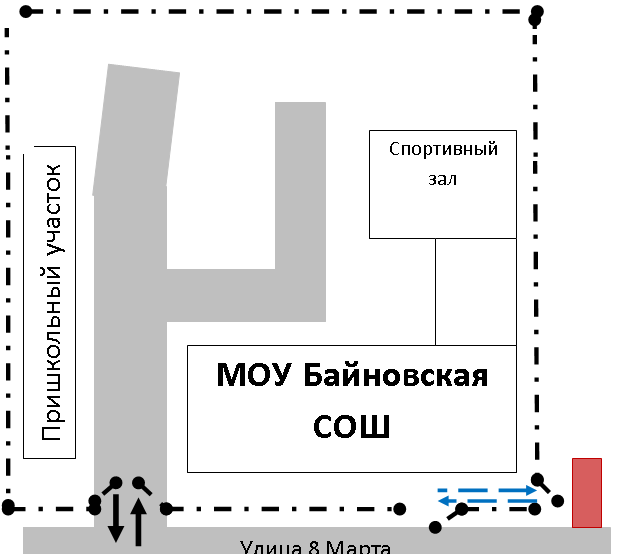 Спортивный
зал
Пришкольный участок
МОУ Байновская
СОШ
Улица 8 Марта